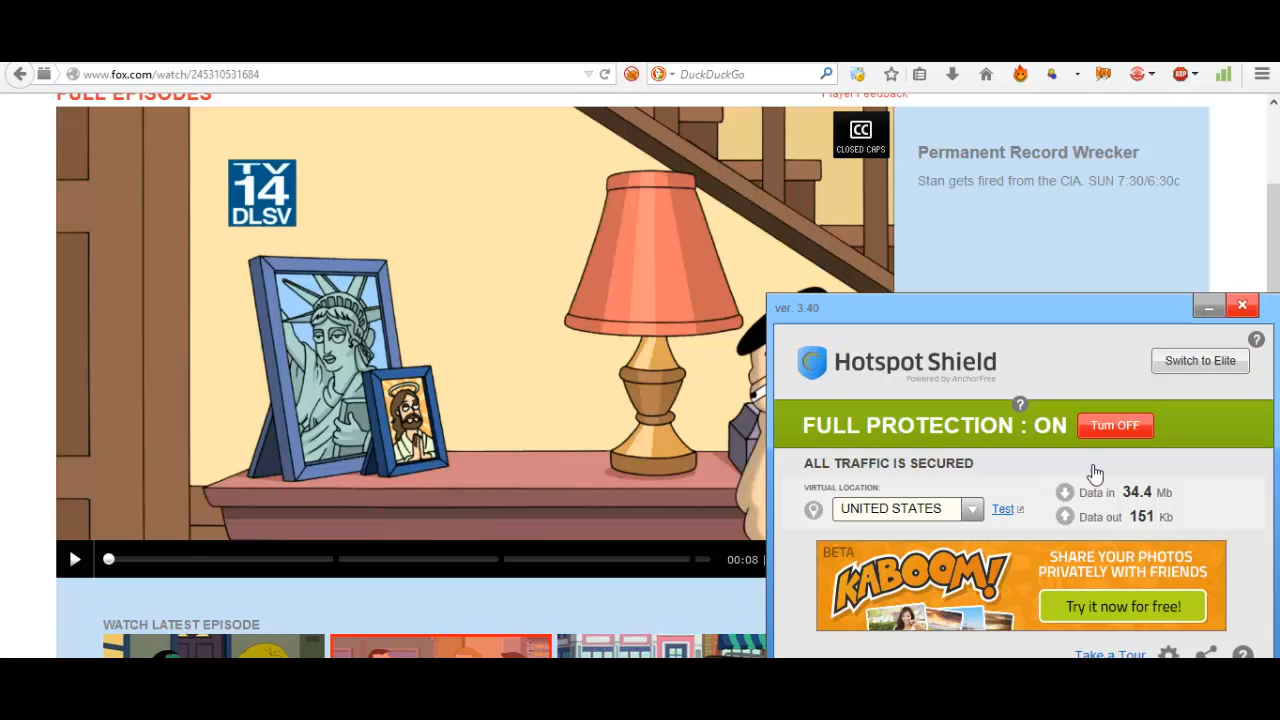 www.fox.com/watch/245310531684
DuckDuckGo
ABP
FULL EPISODES
Player Feedback
CC
CLOSED CAPS
TV
14
DLSV
Permanent Record Wrecker
Stan gets fired from the CIA. SUN 7:30/6:30c
ver. 3.40
?
Hotspot Shield
Powered by AnchorFree
Switch to Elite
?
FULL PROTECTION : ON
Turn OFF
ALL TRAFFIC IS SECURED
VIRTUAL LOCATION:
UNITED STATES
Test
Data in 34.4 Mb
Data out 151 Kb
BETA
KABOOM!
SHARE YOUR PHOTOS
PRIVATELY WITH FRIENDS
Try it now for free!
00:08
WATCH LATEST EPISODE
Take a Tour
?